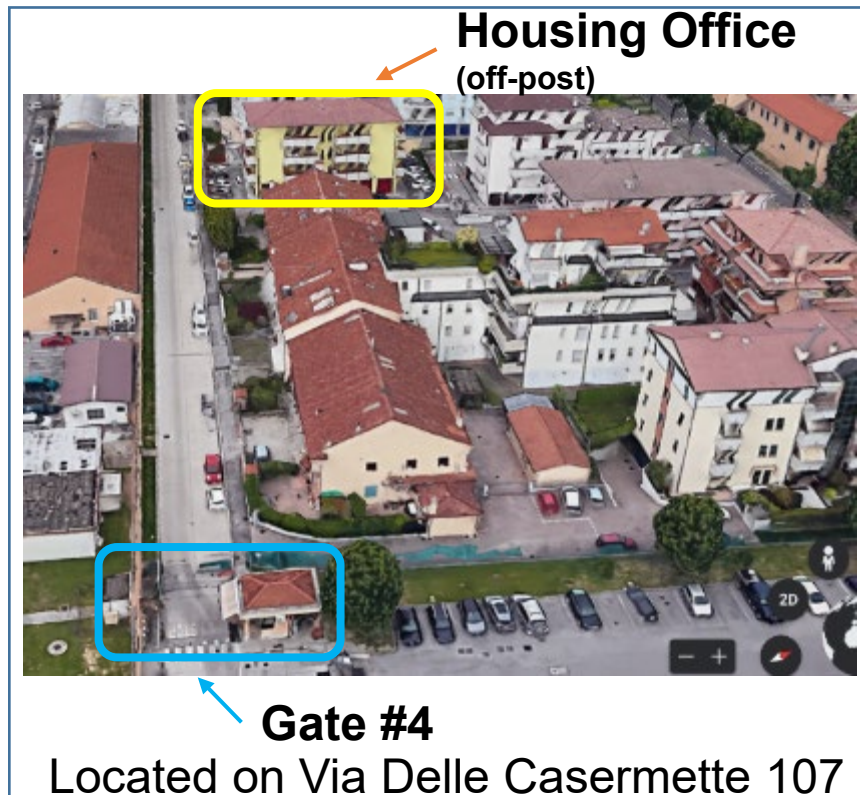 Housing Office
(off-post)
2D
Gate #4
Located on Via Delle Casermette 107